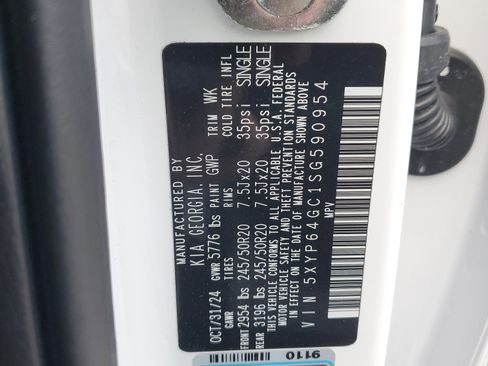 MANUFACTURED BY
KIA GEORGIA, INC.
OCT/31/24 GVWR 5776 lbs PAINT GWP TRIM WK
GAWR TIRES RIMS COLD TIRE INFL
FRONT 2954 lbs 245/50R20 7.5JX20 35psi SINGLE
REAR 3196 lbs 245/50R20 7.5JX20 35psi SINGLE
THIS VEHICLE CONFORMS TO ALL APPLICABLE U.S.A. FEDERAL
MOTOR VEHICLE SAFETY AND THEFT PREVENTION STANDARDS
IN EFFECT ON THE DATE OF MANUFACTURE SHOWN ABOVE
VIN 5XYP64GC1SG590954
MPV
9110